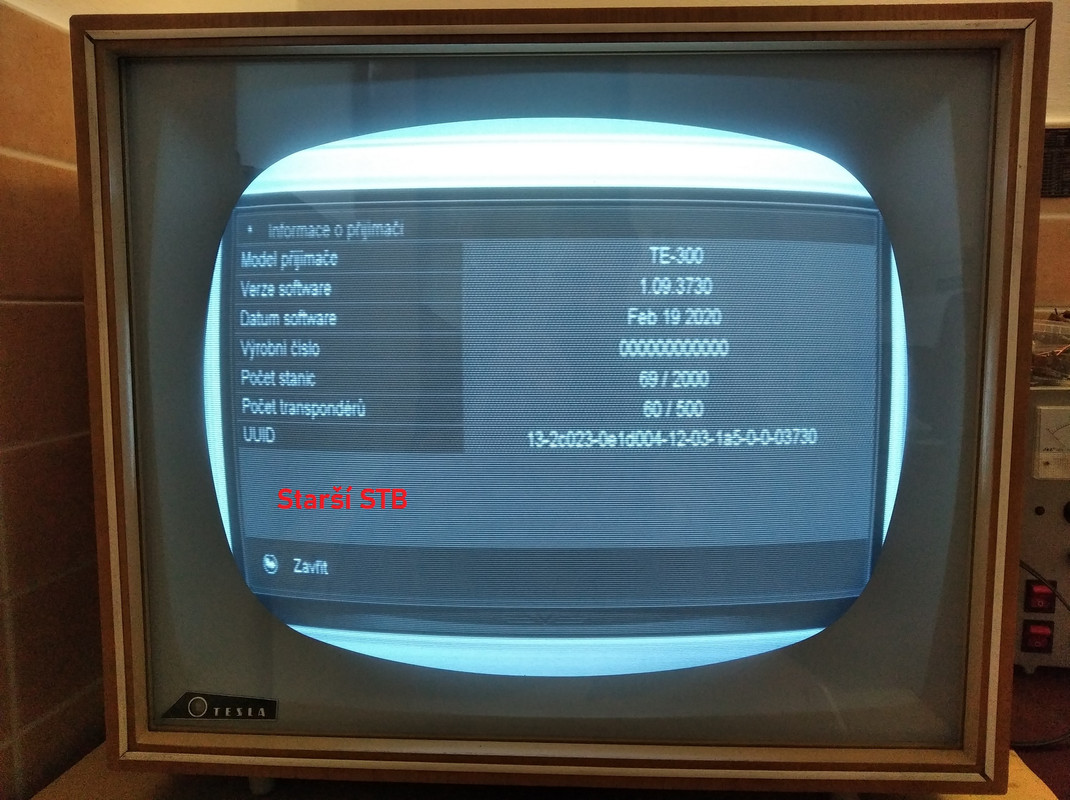 Informace o přijímači
Model přijímače TE-300
Verze software 1.09.3730
Datum software Feb 19 2020
Výrobní číslo 000000000000
Počet stanic 69 / 2000
Počet transpondérů 60 / 500
UUID 13-2c023-0e1d004-12-03-1a5-0-0-03730
Starší STB
Zavřít
TESLA